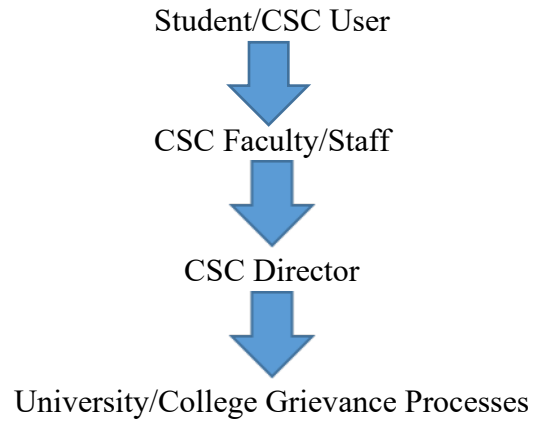 Student/CSC User
CSC Faculty/Staff
CSC Director
University/College Grievance Processes